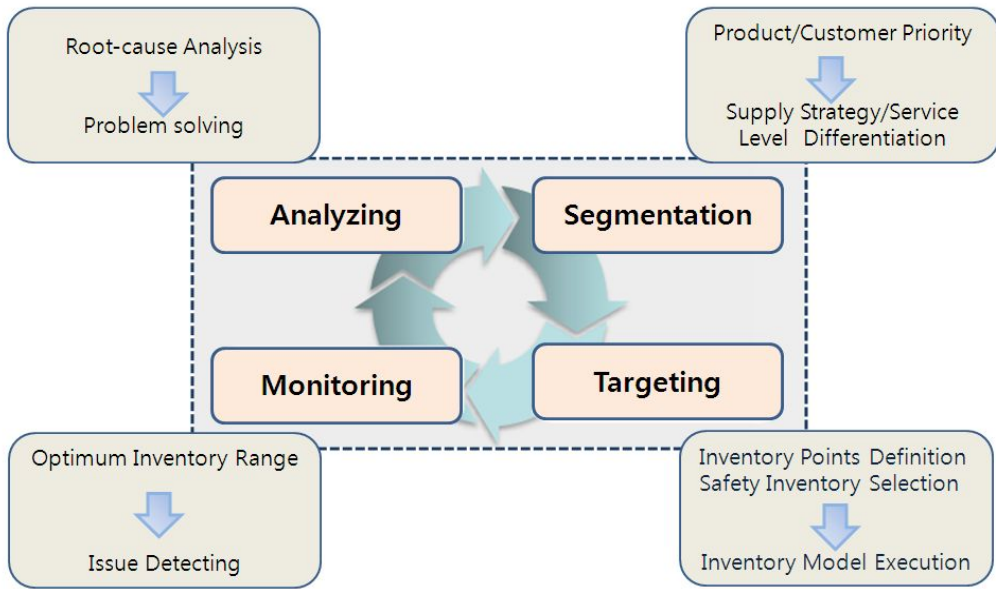 Root-cause Analysis
Problem solving
Product/Customer Priority
Supply Strategy/Service
Level Differentiation
Analyzing
Segmentation
Monitoring
Targeting
Optimum Inventory Range
Issue Detecting
Inventory Points Definition
Safety Inventory Selection
Inventory Model Execution